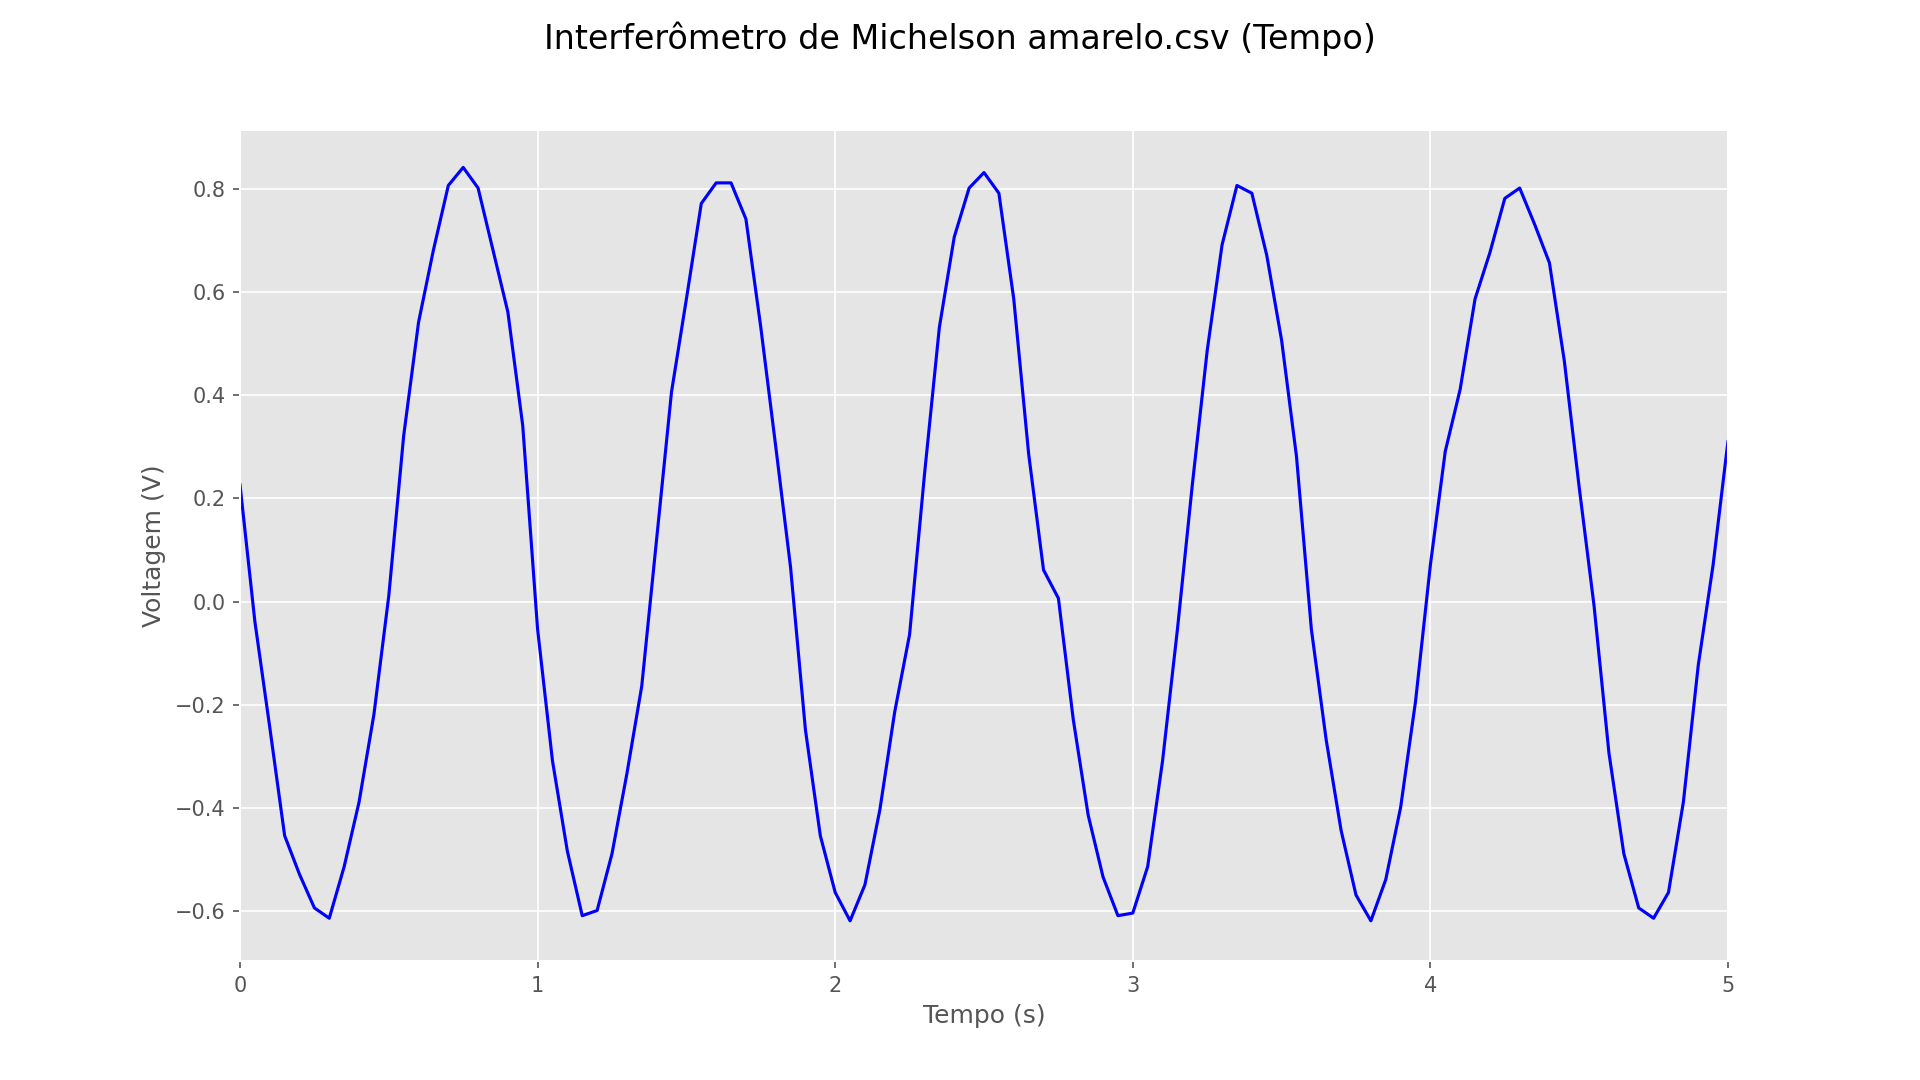 Interferômetro de Michelson amarelo.csv (Tempo)
Voltagem (V)
0.8
0.6
0.4
0.2
0.0
−0.2
−0.4
−0.6
0 1 2 3 4 5
Tempo (s)